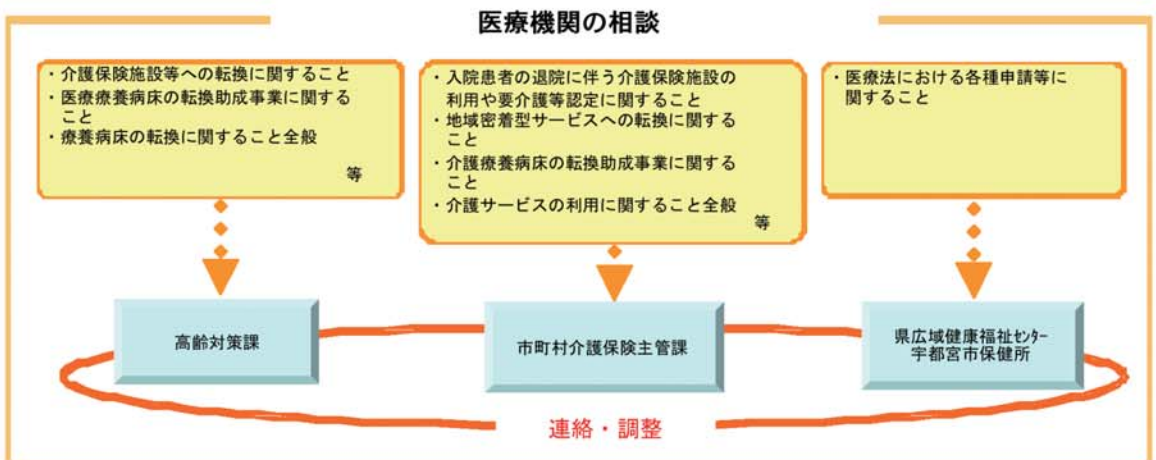 医療機関の相談
・介護保険施設等への転換に関すること
・医療療養病床の転換助成事業に関する
こと
・療養病床の転換に関すること全般
等
・入院患者の退院に伴う介護保険施設の
利用や要介護等認定に関すること
・地域密着型サービスへの転換に関する
こと
・介護療養病床の転換助成事業に関する
こと
・介護サービスの利用に関すること全般
等
・医療法における各種申請等に
関すること
高齢対策課
市町村介護保険主管課
県広域健康福祉ｾﾝﾀｰ
宇都宮市保健所
連絡・調整